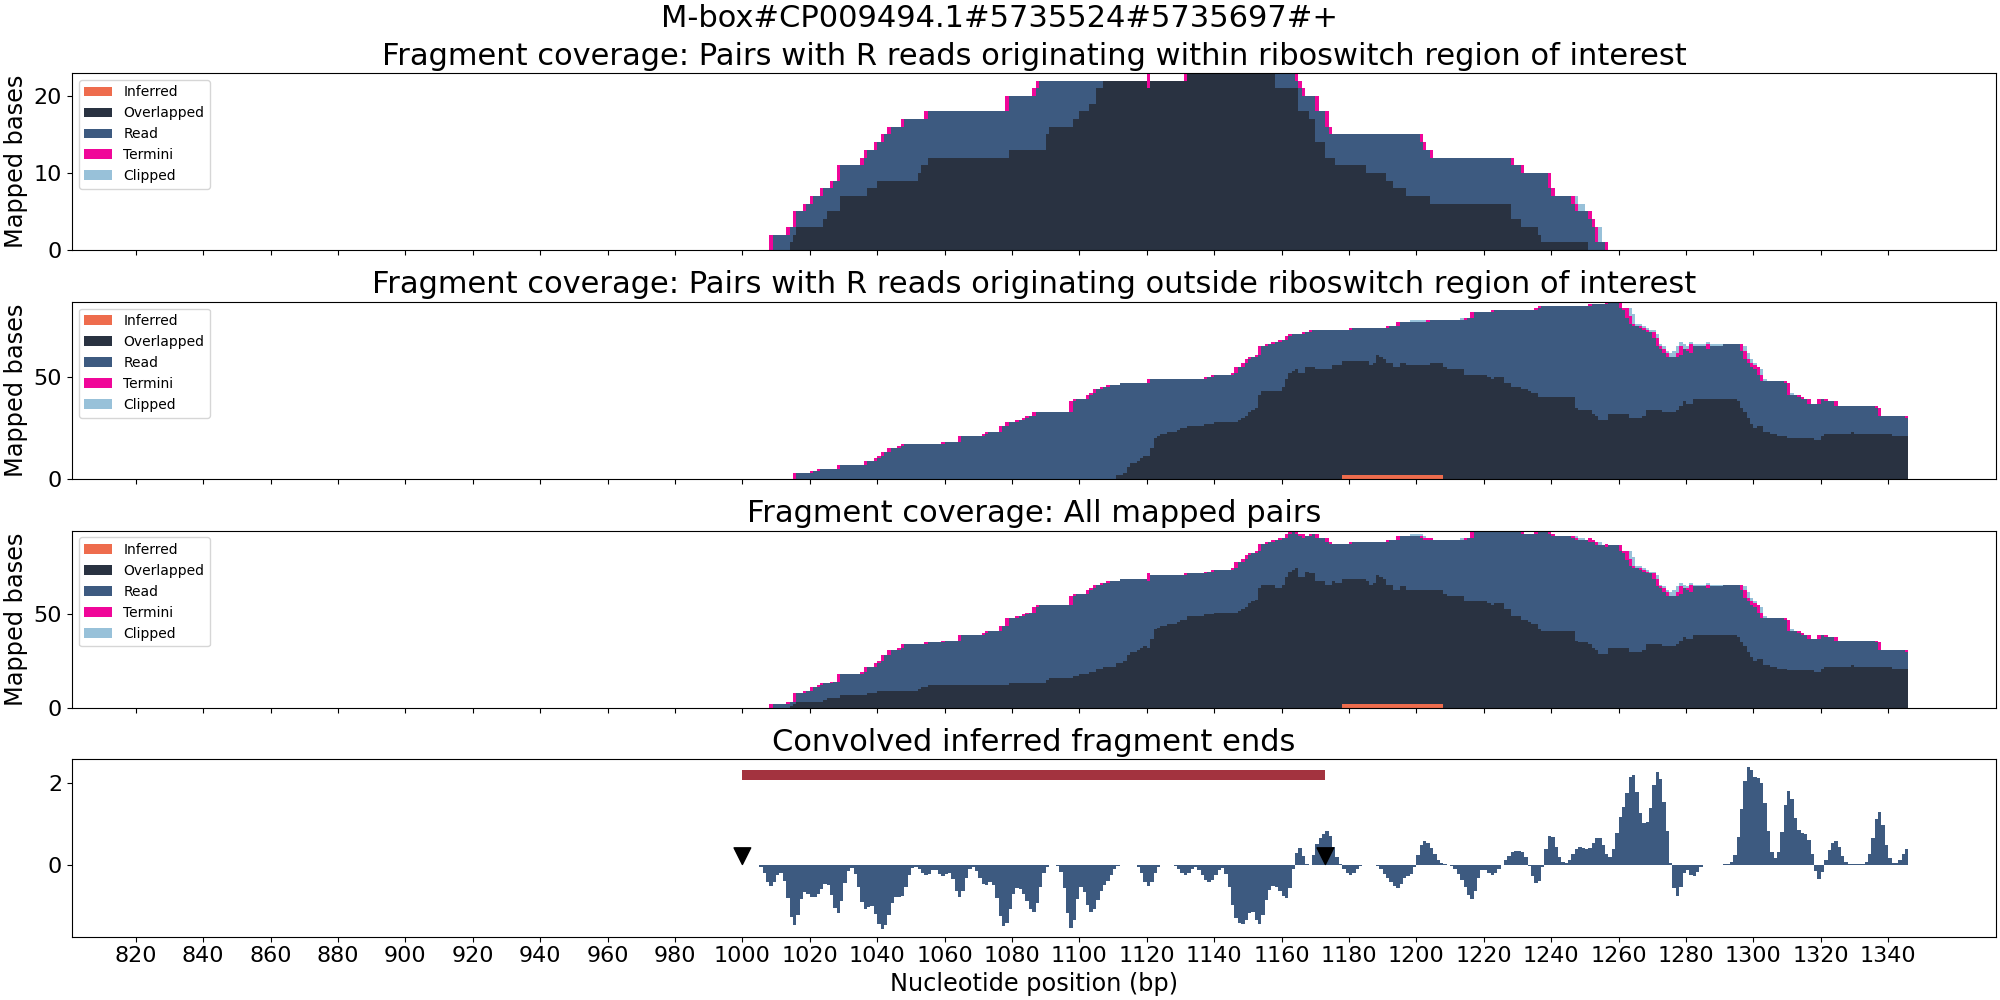 M-box#CP009494.1#5735524#5735697#+
Fragment coverage: Pairs with R reads originating within riboswitch region of interest
Mapped bases
20
10
0
Inferred
Overlapped
Read
Termini
Clipped
Fragment coverage: Pairs with R reads originating outside riboswitch region of interest
Mapped bases
50
0
Inferred
Overlapped
Read
Termini
Clipped
Fragment coverage: All mapped pairs
Mapped bases
50
0
Inferred
Overlapped
Read
Termini
Clipped
Convolved inferred fragment ends
2
0
820 840 860 880 900 920 940 960 980 1000 1020 1040 1060 1080 1100 1120 1140 1160 1180 1200 1220 1240 1260 1280 1300 1320 1340
Nucleotide position (bp)